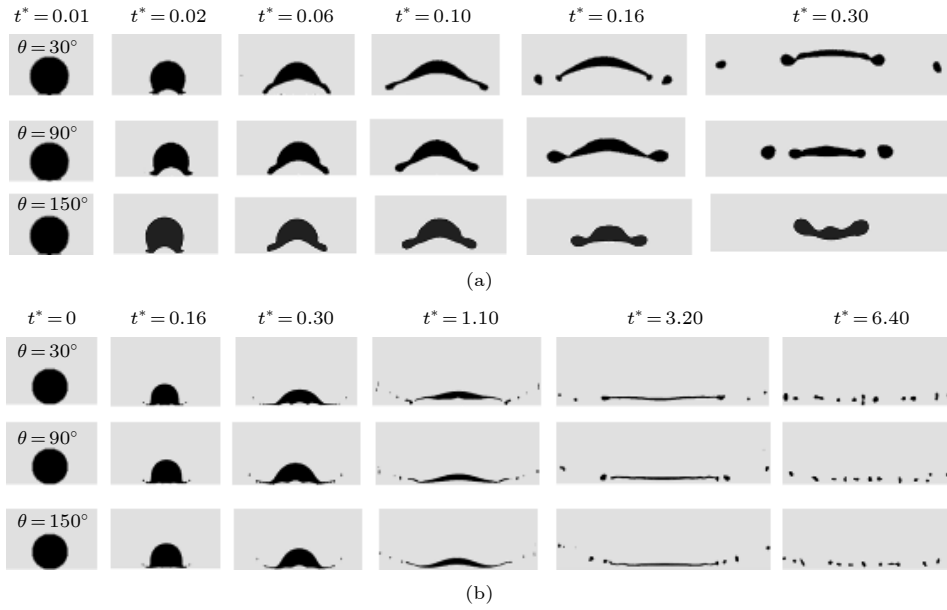 t* = 0.01 t* = 0.02 t* = 0.06 t* = 0.10 t* = 0.16 t* = 0.30
θ = 30°
θ = 90°
θ = 150°
(a)
t* = 0 t* = 0.16 t* = 0.30 t* = 1.10 t* = 3.20 t* = 6.40
θ = 30°
θ = 90°
θ = 150°
(b)